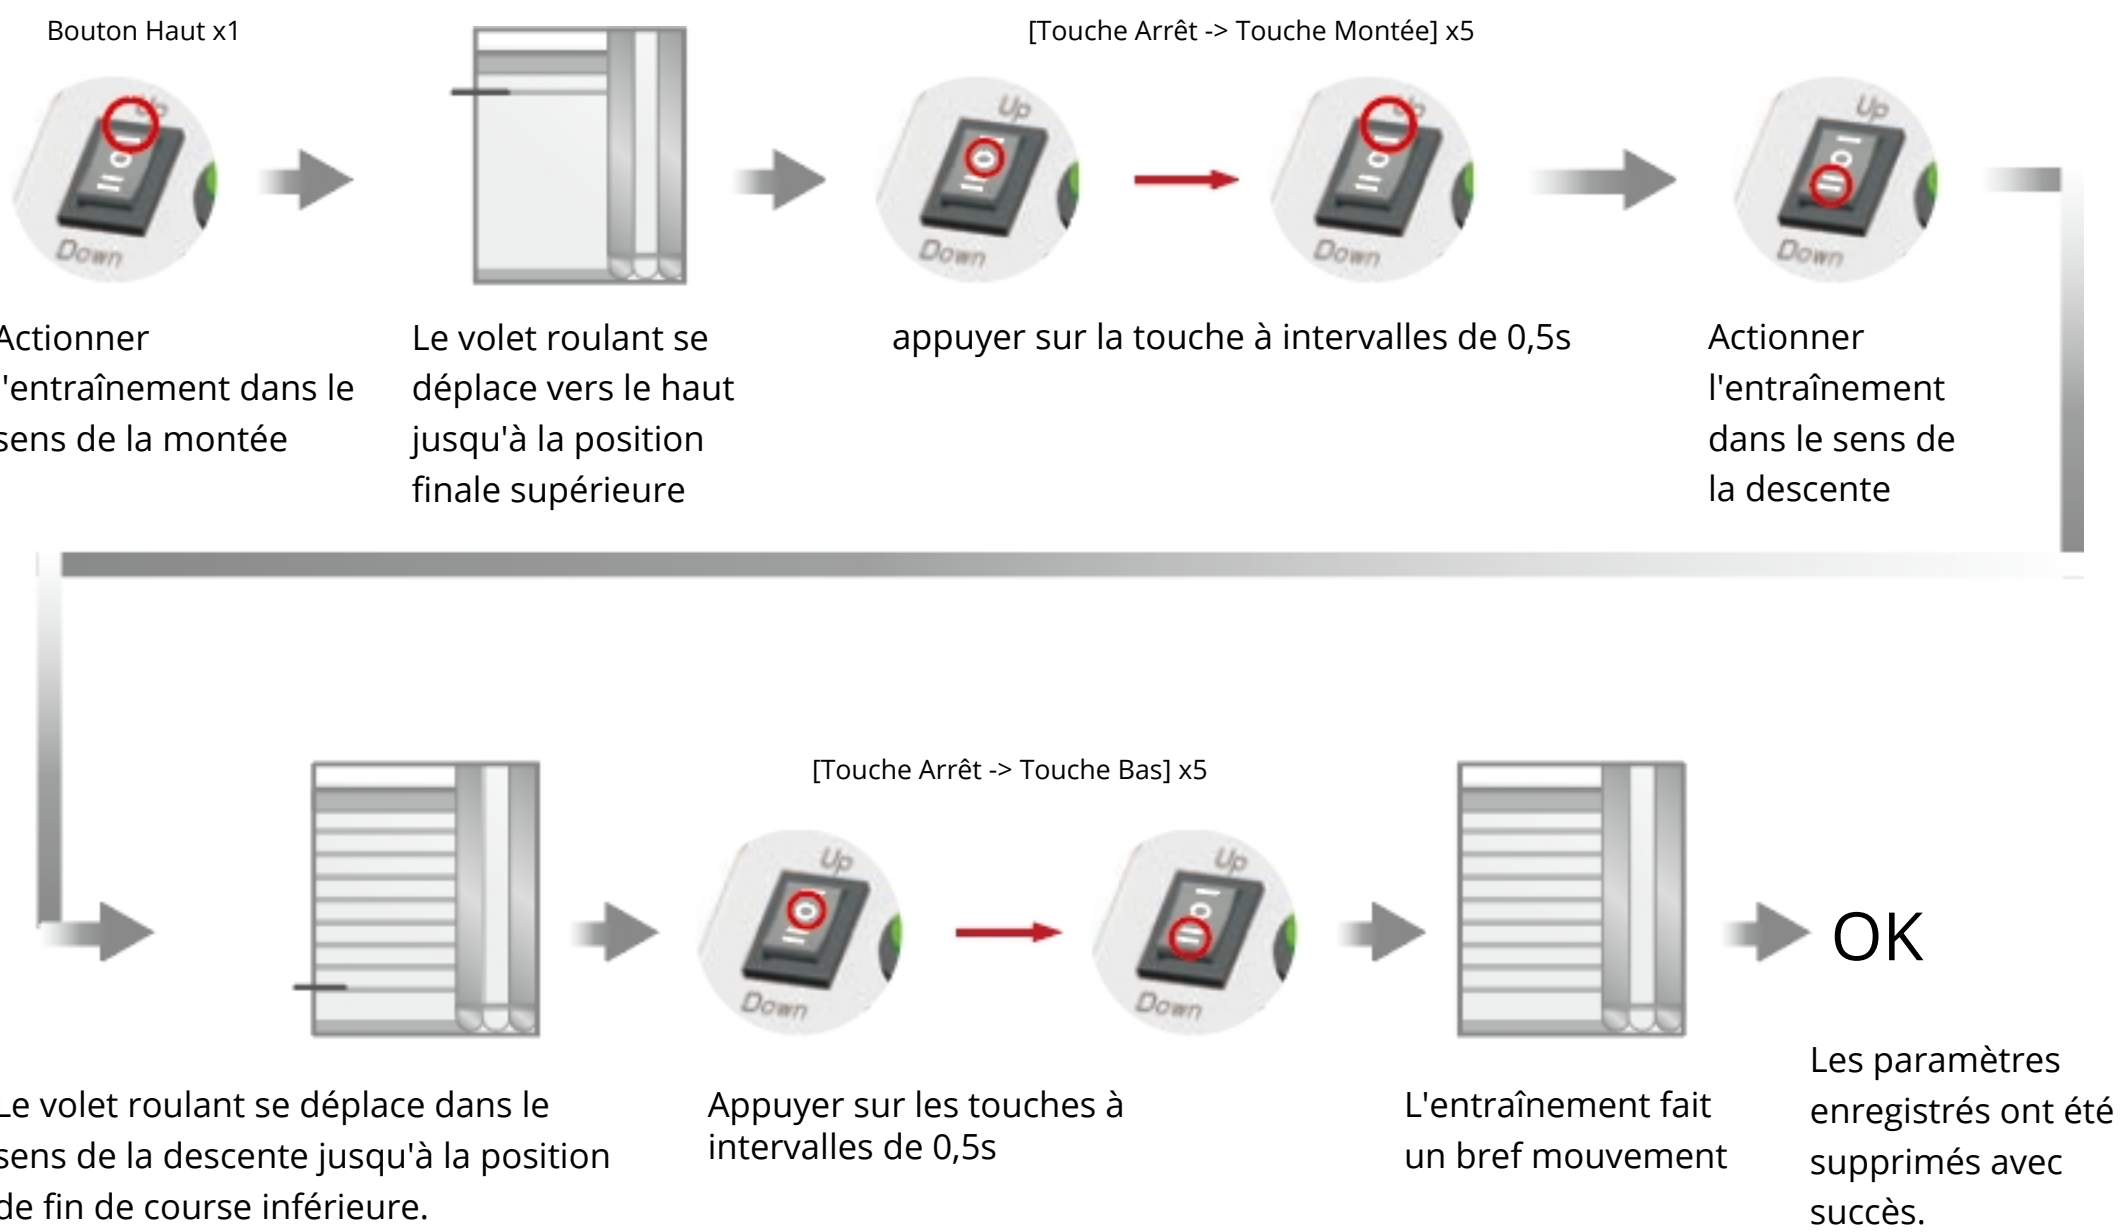 Bouton Haut x1
[Touche Arrêt -> Touche Montée] x5
Up
Down
Up
Down
Up
Down
Up
Down
Actionner
l'entraînement dans le
sens de la montée
Le volet roulant se
déplace vers le haut
jusqu'à la position
finale supérieure
appuyer sur la touche à intervalles de 0,5s
Actionner
l'entraînement
dans le sens de
la descente
[Touche Arrêt -> Touche Bas] x5
Up
Down
Up
Down
OK
Le volet roulant se déplace dans le
sens de la descente jusqu'à la position
de fin de course inférieure.
Appuyer sur les touches à
intervalles de 0,5s
L'entraînement fait
un bref mouvement
Les paramètres
enregistrés ont été
supprimés avec
succès.